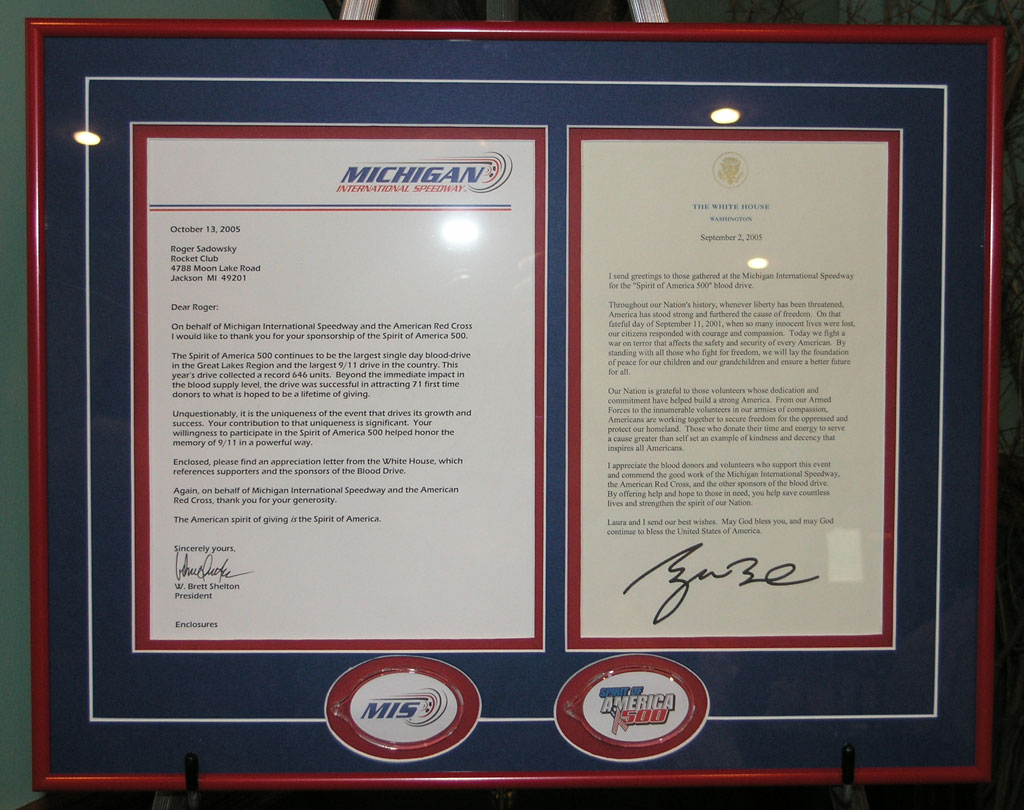 MICHIGAN
INTERNATIONAL SPEEDWAY
October 13, 2005
Roger Sadowsky
Rocket Club
4788 Moon Lake Road
Jackson MI 49201
Dear Roger:
On behalf of Michigan International Speedway and the American Red Cross
I would like to thank you for your sponsorship of the Spirit of America 500.
The Spirit of America 500 continues to be the largest single day blood-drive
in the Great Lakes Region and the largest 9/11 drive in the country. This
year's drive collected a record 646 units. Beyond the immediate impact in
the blood supply level, the drive was successful in attracting 71 first time
donors to what is hoped to be a lifetime of giving.
Unquestionably, it is the uniqueness of the event that drives its growth and
success. Your contribution to that uniqueness is significant. Your
willingness to participate in the Spirit of America 500 helped honor the
memory of 9/11 in a powerful way.
Enclosed, please find an appreciation letter from the White House, which
references supporters and the sponsors of the Blood Drive.
Again, on behalf of Michigan International Speedway and the American
Red Cross, thank you for your generosity.
The American spirit of giving is the Spirit of America.
Sincerely yours,
W. Brett Shelton
President
Enclosures
THE WHITE HOUSE
WASHINGTON
September 2, 2005
I send greetings to those gathered at the Michigan International Speedway
for the "Spirit of America 500" blood drive.
Throughout our Nation's history, whenever liberty has been threatened,
America has stood strong and furthered the cause of freedom. On that
fateful day of September 11, 2001, when so many innocent lives were lost,
our citizens responded with courage and compassion. Today we fight a
war on terror that affects the safety and security of every American. By
standing with all those who fight for freedom, we will lay the foundation
of peace for our children and our grandchildren and ensure a better future
for all.
Our Nation is grateful to those volunteers whose dedication and
commitment have helped build a strong America. From our Armed
Forces to the innumerable volunteers in our armies of compassion,
Americans are working together to secure freedom for the oppressed and
protect our homeland. Those who donate their time and energy to serve
a cause greater than self set an example of kindness and decency that
inspires all Americans.
I appreciate the blood donors and volunteers who support this event
and commend the good work of the Michigan International Speedway,
the American Red Cross, and the other sponsors of the blood drive.
By offering help and hope to those in need, you help save countless
lives and strengthen the spirit of our Nation.
Laura and I send our best wishes. May God bless you, and may God
continue to bless the United States of America.
MIS
SPIRIT OF
AMERICA
500